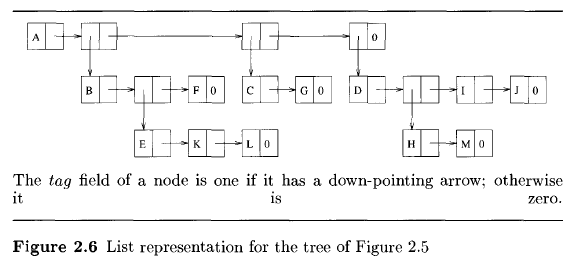 A 0
B F 0 C G 0 D I J 0
E K L 0 H M 0
The tag field of a node is one if it has a down-pointing arrow; otherwise
it is zero.
Figure 2.6 List representation for the tree of Figure 2.5